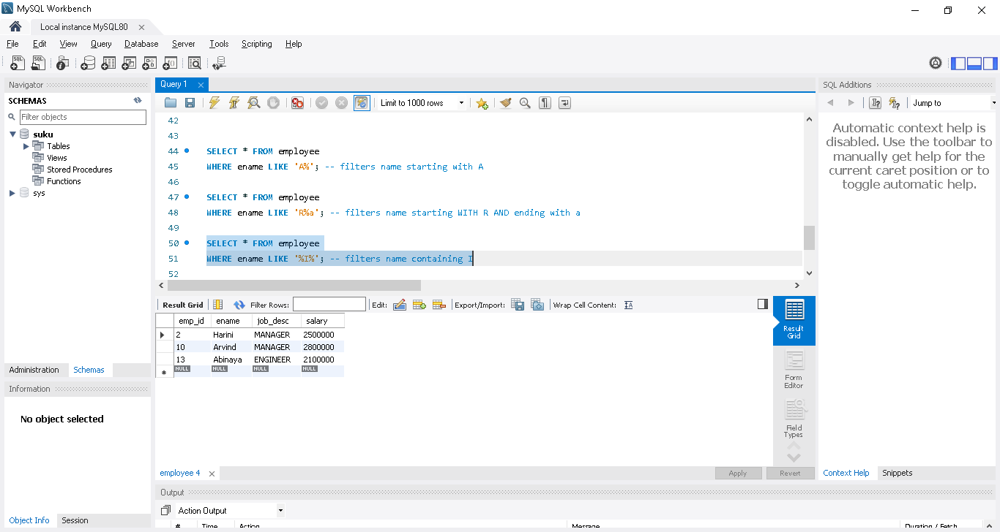 MySQL Workbench
Local instance MySQL80
File Edit View Query Database Server Tools Scripting Help
Navigator
SCHEMAS
Filter objects
suku
Tables
Views
Stored Procedures
Functions
sys
Administration Schemas
Information
No object selected
Object Info Session
Query 1
Limit to 1000 rows
42
43
44 SELECT * FROM employee
45 WHERE ename LIKE 'A%'; -- filters name starting with A
46
47 SELECT * FROM employee
48 WHERE ename LIKE 'R%a'; -- filters name starting WITH R AND ending with a
49
50 SELECT * FROM employee
51 WHERE ename LIKE '%I%'; -- filters name containing I
52
Result Grid Filter Rows: Edit: Export/Import: Wrap Cell Content:
emp_id ename job_desc salary
2 Harini MANAGER 2500000
10 Arvind MANAGER 2800000
13 Abinaya ENGINEER 2100000
NULL NULL NULL NULL
Result
Grid
Form
Editor
Field
Types
employee 4
Apply Revert
Output
Action Output
# Time Action Message Duration / Fetch
SQL Additions
Jump to
Automatic context help is
disabled. Use the toolbar to
manually get help for the
current caret position or to
toggle automatic help.
Context Help Snippets